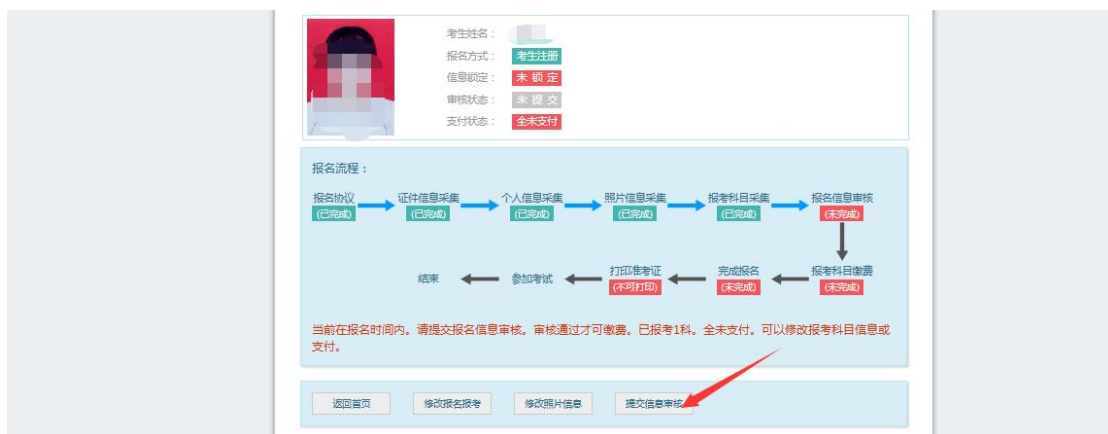 考生姓名：
报名方式： 考生注册
信息锁定： 未 锁 定
审核状态： 未 提 交
支付状态： 全未支付
报名流程：
报名协议 证件信息采集 个人信息采集 照片信息采集 报考科目采集 报名信息审核
(已完成) (已完成) (已完成) (已完成) (已完成) (未完成)
结束 参加考试 打印准考证 完成报名 报考科目缴费
(不可打印) (未完成) (未完成)
当前在报名时间内。请提交报名信息审核。审核通过才可缴费。已报考1科。全未支付。可以修改报考科目信息或
支付。
返回首页 修改报名报考 修改照片信息 提交信息审核